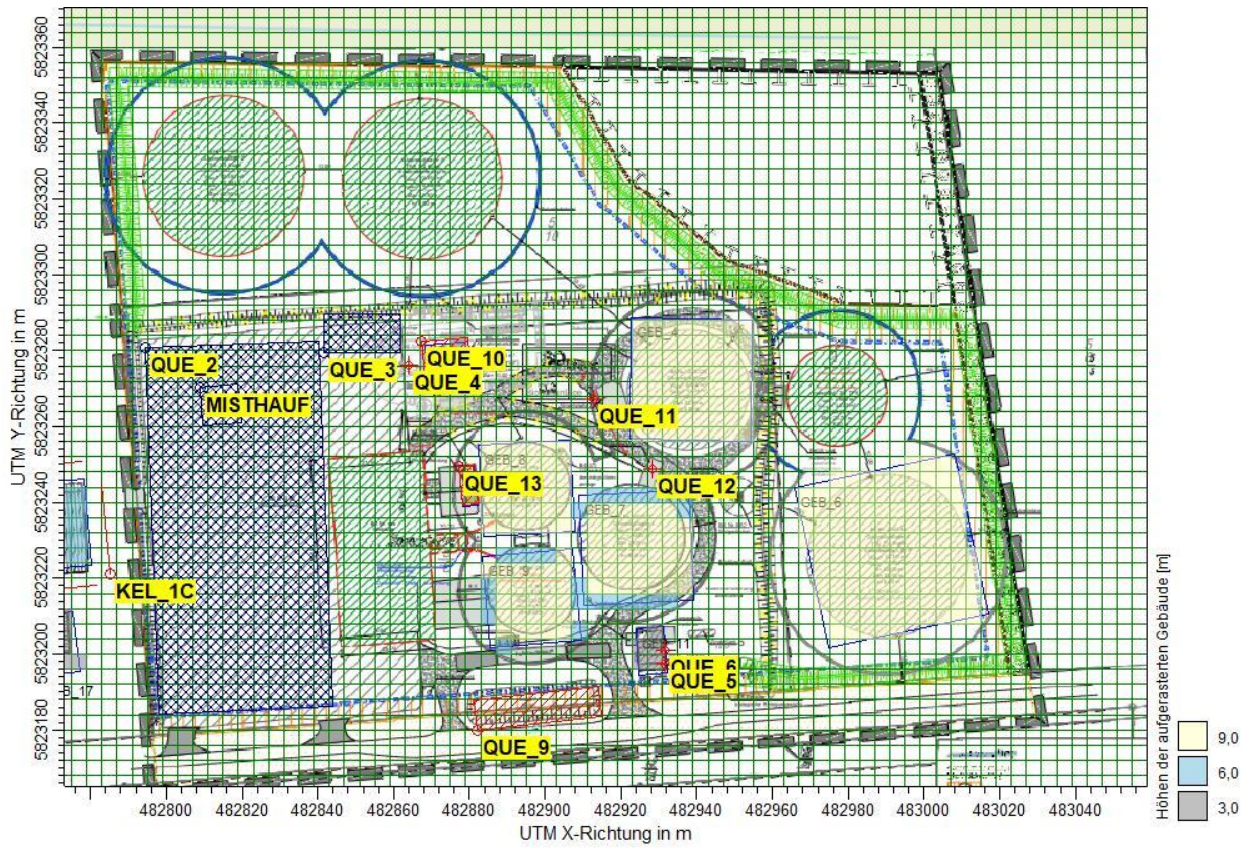 UTM Y-Richtung in m
5823360
5823340
5823320
5823300
5823280
5823260
5823240
5823220
5823200
5823180
GEB_4
QUE_2
QUE_3
QUE_10
QUE_4
MISTHAUF
QUE_11
GEB_8
QUE_13
QUE_12
GEB_7
GEB_6
KEL_1C
GEB_9
11
QUE_6
QUE_5
B_17
QUE_9
482800
482820
482840
482860
482880
482900
482920
482940
482960
482980
483000
483020
483040
UTM X-Richtung in m
Höhen der aufgerasterten Gebäude [m]
9,0
6,0
3,0